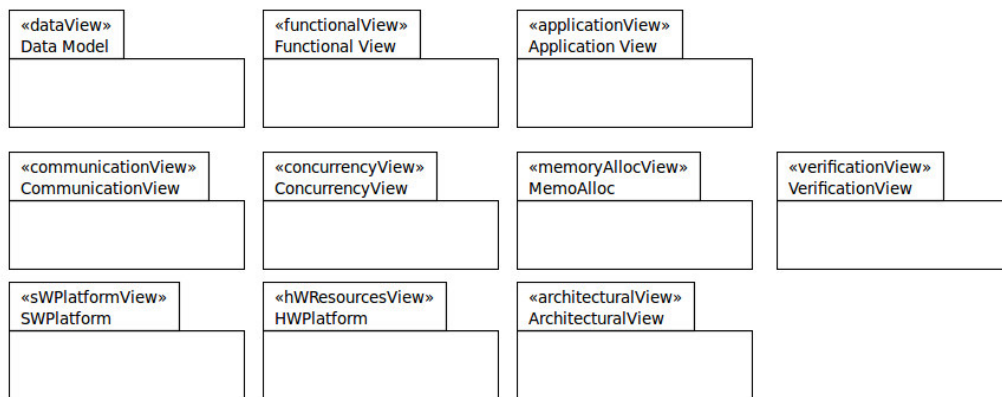 «dataView»
Data Model
«functionalView»
Functional View
«applicationView»
Application View
«communicationView»
CommunicationView
«concurrencyView»
ConcurrencyView
«memoryAllocView»
MemoAlloc
«verificationView»
VerificationView
«sWPlatformView»
SWPlatform
«hWResourcesView»
HWPlatform
«architecturalView»
ArchitecturalView